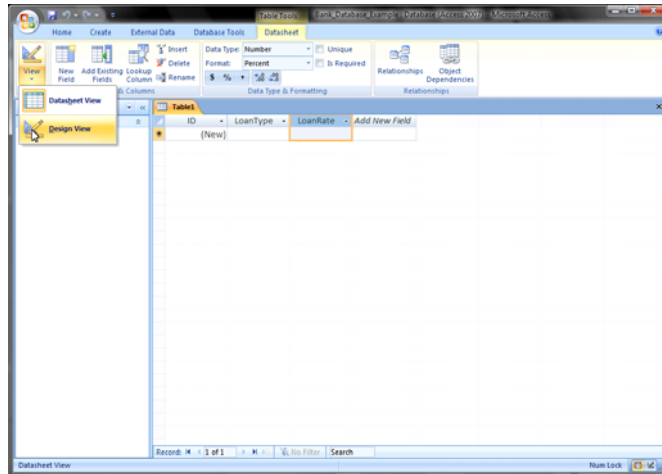 Table Tools Bank_Database_Example : Database (Access 2007) - Microsoft Access
Home Create External Data Database Tools Datasheet
View
New Field
Add Existing Fields
Lookup Column
Insert
Delete
Rename
Data Type: Number
Format: Percent
$ % ,
Unique
Is Required
Relationships
Object Dependencies
Columns
Data Type & Formatting
Relationships
Datasheet View
Design View
Table1
ID LoanType LoanRate Add New Field
(New)
Record: 1 of 1 No Filter Search
Datasheet View
Num Lock